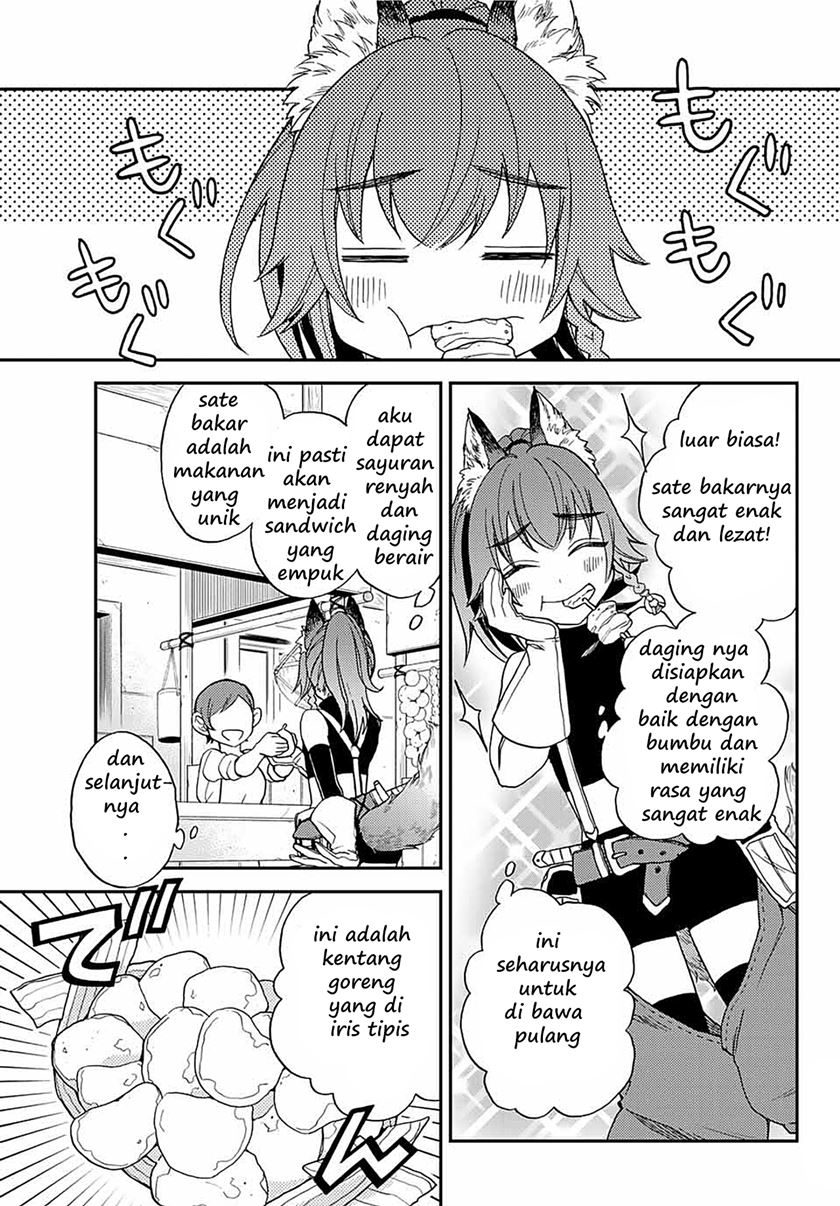 もぐ
もぐ
もぐ
もぐ
luar biasa!
sate bakarnya
sangat enak
dan lezat!
daging nya
disiapkan
dengan
baik dengan
bumbu dan
memiliki
rasa yang
sangat enak
ini
seharusnya
untuk
di bawa
pulang
aku
dapat
sayuran
renyah
dan
daging
berair
ini pasti
akan
menjadi
sandwich
yang
empuk
sate
bakar
adalah
makanan
yang
unik
dan
selanjut-
nya
.
.
.
ini adalah
kentang
goreng
yang di
iris tipis
でん